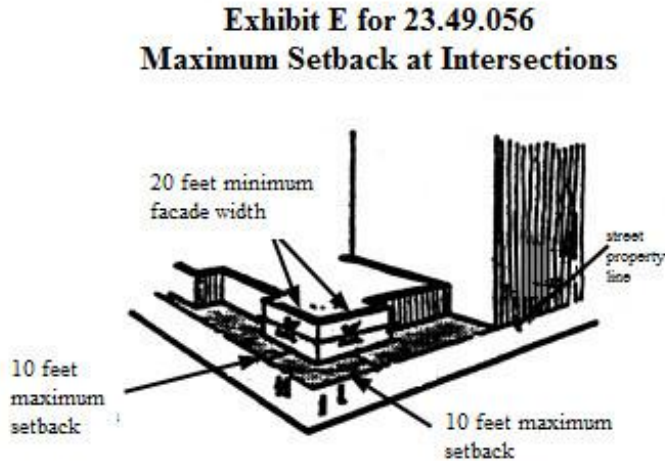 Exhibit E for 23.49.056
Maximum Setback at Intersections
20 feet minimum
facade width
street
property
line
10 feet
maximum
setback
10 feet maximum
setback